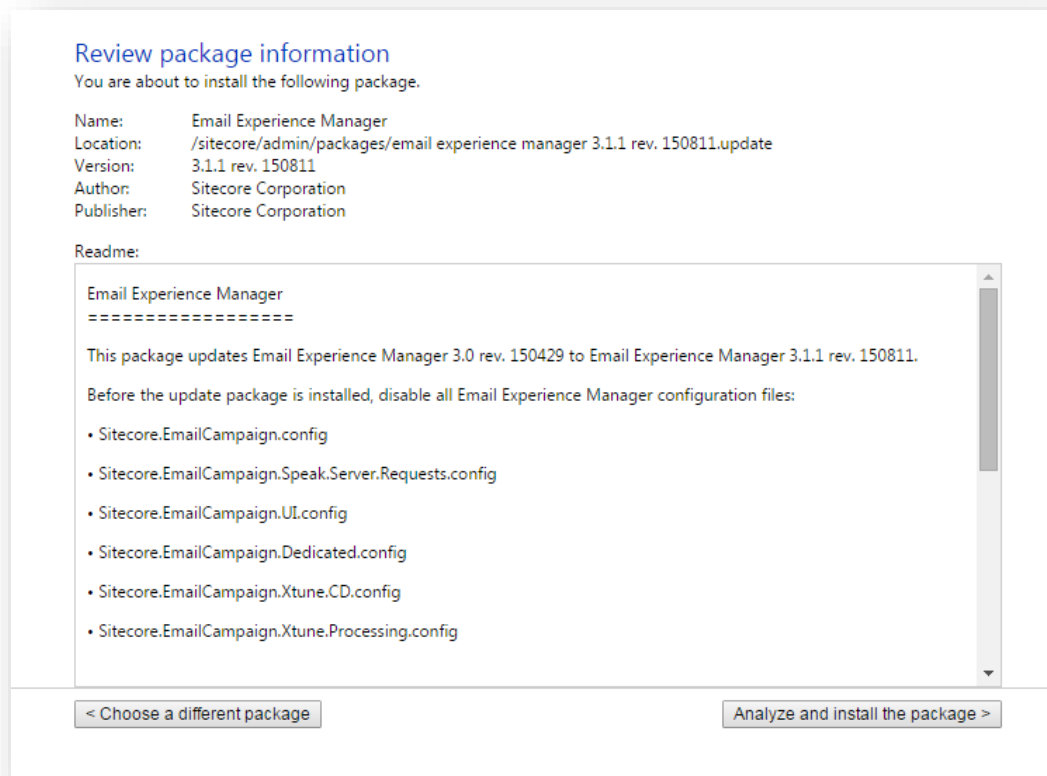 Review package information
You are about to install the following package.
Name: Email Experience Manager
Location: /sitecore/admin/packages/email experience manager 3.1.1 rev. 150811.update
Version: 3.1.1 rev. 150811
Author: Sitecore Corporation
Publisher: Sitecore Corporation
Readme:
Email Experience Manager
==================
This package updates Email Experience Manager 3.0 rev. 150429 to Email Experience Manager 3.1.1 rev. 150811.
Before the update package is installed, disable all Email Experience Manager configuration files:
• Sitecore.EmailCampaign.config
• Sitecore.EmailCampaign.Speak.Server.Requests.config
• Sitecore.EmailCampaign.UI.config
• Sitecore.EmailCampaign.Dedicated.config
• Sitecore.EmailCampaign.Xtune.CD.config
• Sitecore.EmailCampaign.Xtune.Processing.config
< Choose a different package
Analyze and install the package >